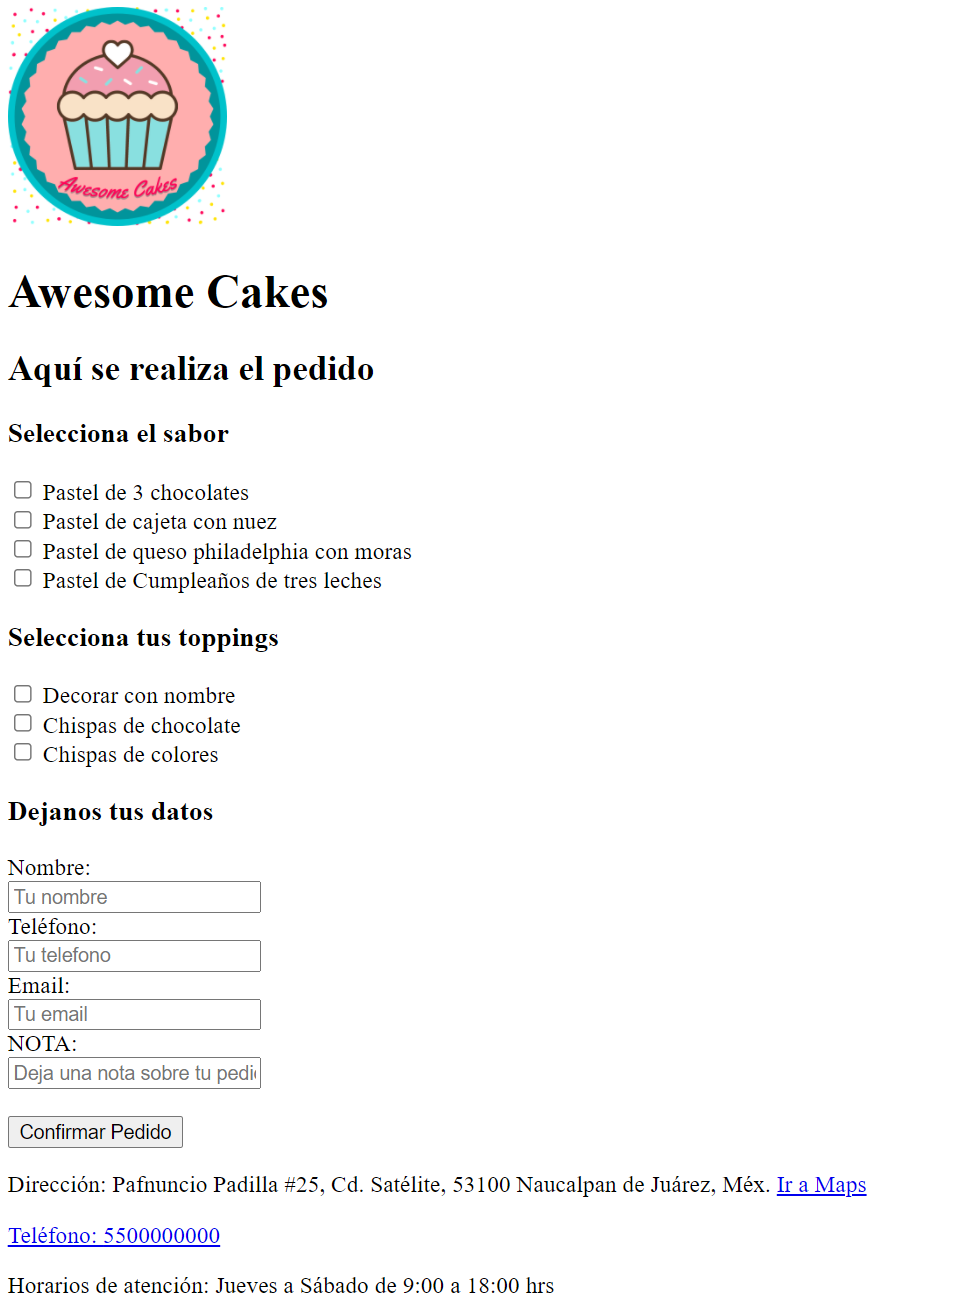 Awesome Cakes
Awesome Cakes
Aquí se realiza el pedido
Selecciona el sabor
Pastel de 3 chocolates
Pastel de cajeta con nuez
Pastel de queso philadelphia con moras
Pastel de Cumpleaños de tres leches
Selecciona tus toppings
Decorar con nombre
Chispas de chocolate
Chispas de colores
Dejanos tus datos
Nombre:
Tu nombre
Teléfono:
Tu telefono
Email:
Tu email
NOTA:
Deja una nota sobre tu pedi
Confirmar Pedido
Dirección: Pafnuncio Padilla #25, Cd. Satélite, 53100 Naucalpan de Juárez, Méx. Ir a Maps
Teléfono: 5500000000
Horarios de atención: Jueves a Sábado de 9:00 a 18:00 hrs